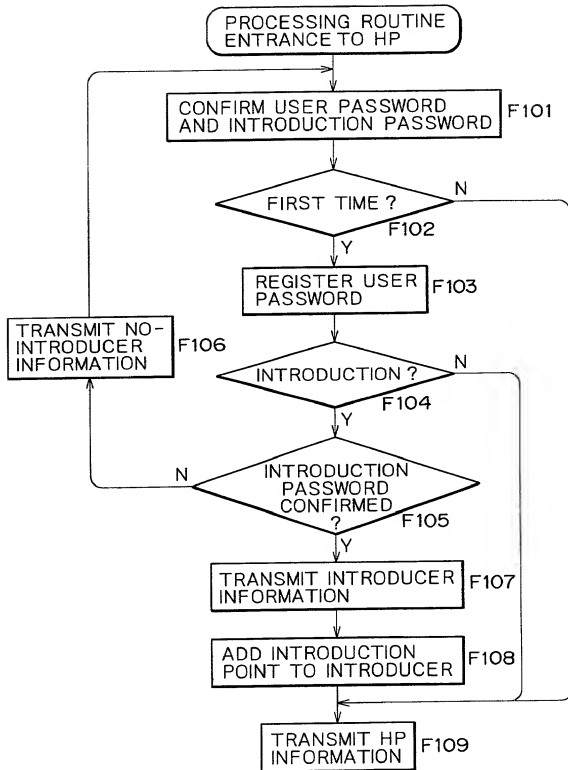 PROCESSING ROUTINE
ENTRANCE TO HP
CONFIRM USER PASSWORD
AND INTRODUCTION PASSWORD
F101
FIRST TIME ?
N
F102
Y
REGISTER USER
PASSWORD
F103
TRANSMIT NO-
INTRODUCER
INFORMATION
F106
INTRODUCTION ?
N
F104
Y
N
INTRODUCTION
PASSWORD
CONFIRMED
?
F105
Y
TRANSMIT INTRODUCER
INFORMATION
F107
ADD INTRODUCTION
POINT TO INTRODUCER
F108
TRANSMIT HP
INFORMATION
F109